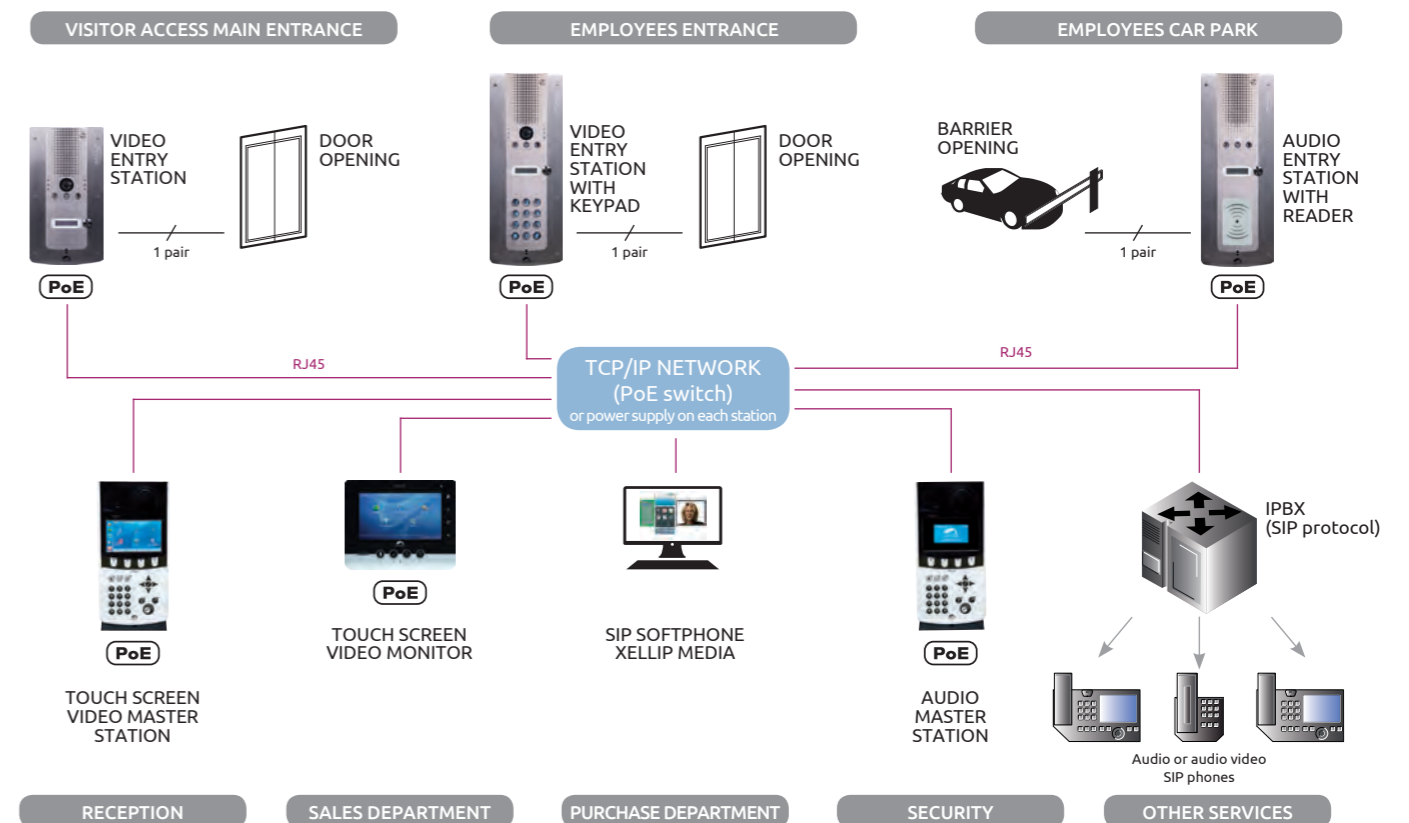 VISITOR ACCESS MAIN ENTRANCE
EMPLOYEES ENTRANCE
EMPLOYEES CAR PARK
VIDEO
ENTRY
STATION
DOOR
OPENING
1 pair
PoE
VIDEO
ENTRY
STATION
WITH
KEYPAD
DOOR
OPENING
1 pair
PoE
BARRIER
OPENING
1 pair
AUDIO
ENTRY
STATION
WITH
READER
PoE
RJ45
RJ45
TCP/IP NETWORK
(PoE switch)
or power supply on each station
PoE
TOUCH SCREEN
VIDEO MASTER
STATION
PoE
TOUCH SCREEN
VIDEO MONITOR
SIP SOFTPHONE
XELLIP MEDIA
PoE
AUDIO
MASTER
STATION
IPBX
(SIP protocol)
Audio or audio video
SIP phones
RECEPTION
SALES DEPARTMENT
PURCHASE DEPARTMENT
SECURITY
OTHER SERVICES